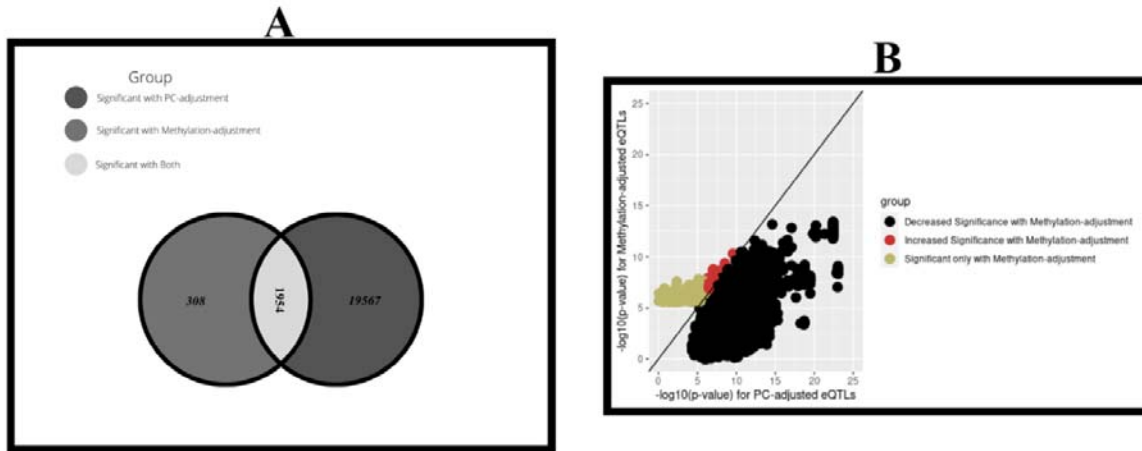 A
Group
Significant with PC-adjustment
Significant with Methylation-adjustment
Significant with Both
308
1954
19567
B
-log10(p-value) for Methylation-adjusted eQTLs
25
20
15
10
5
0
0 5 10 15 20 25
-log10(p-value) for PC-adjusted eQTLs
group
Decreased Significance with Methylation-adjustment
Increased Significance with Methylation-adjustment
Significant only with Methylation-adjustment